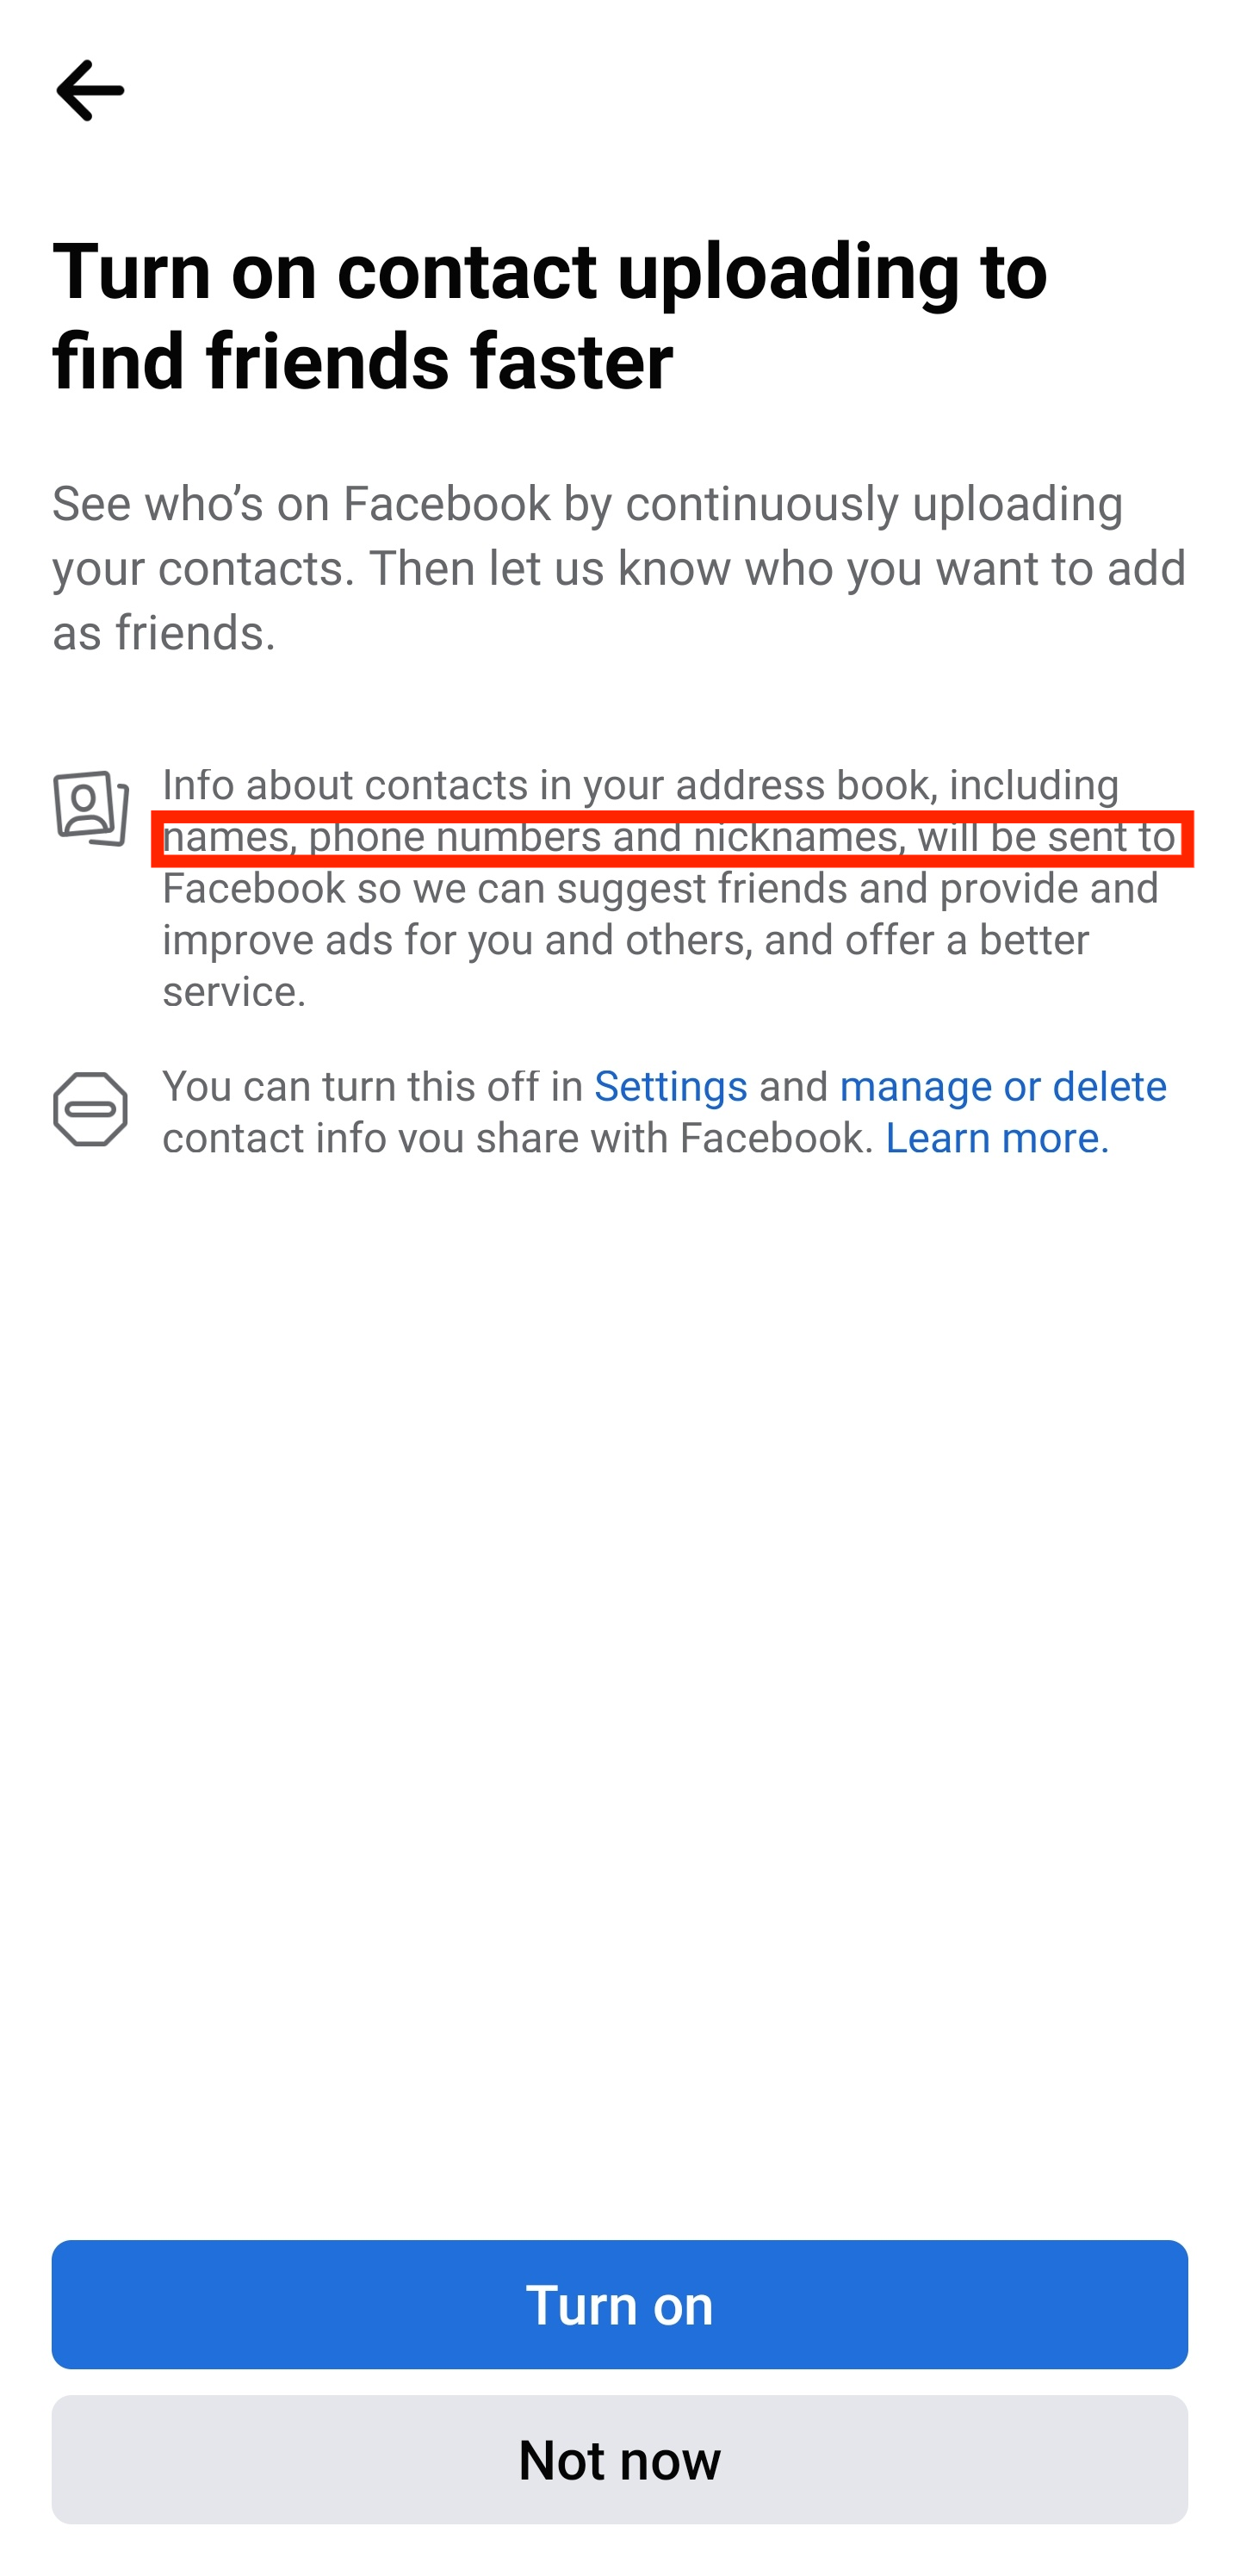 Turn on contact uploading to
find friends faster
See who’s on Facebook by continuously uploading
your contacts. Then let us know who you want to add
as friends.
Info about contacts in your address book, including
names, phone numbers and nicknames, will be sent to
Facebook so we can suggest friends and provide and
improve ads for you and others, and offer a better
service.
You can turn this off in Settings and manage or delete
contact info you share with Facebook. Learn more.
Turn on
Not now